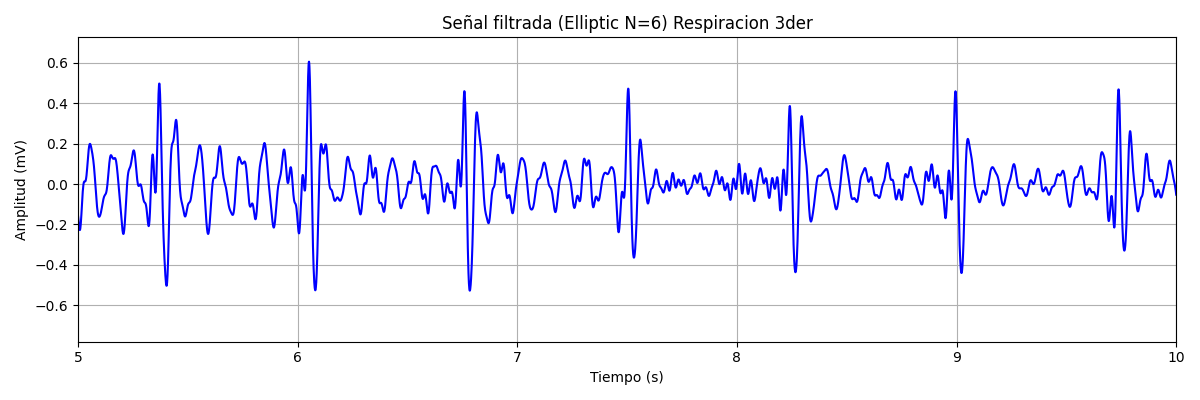 Señal filtrada (Elliptic N=6) Respiracion 3der
Amplitud (mV)
0.6
0.4
0.2
0.0
−0.2
−0.4
−0.6
5 6 7 8 9 10
Tiempo (s)